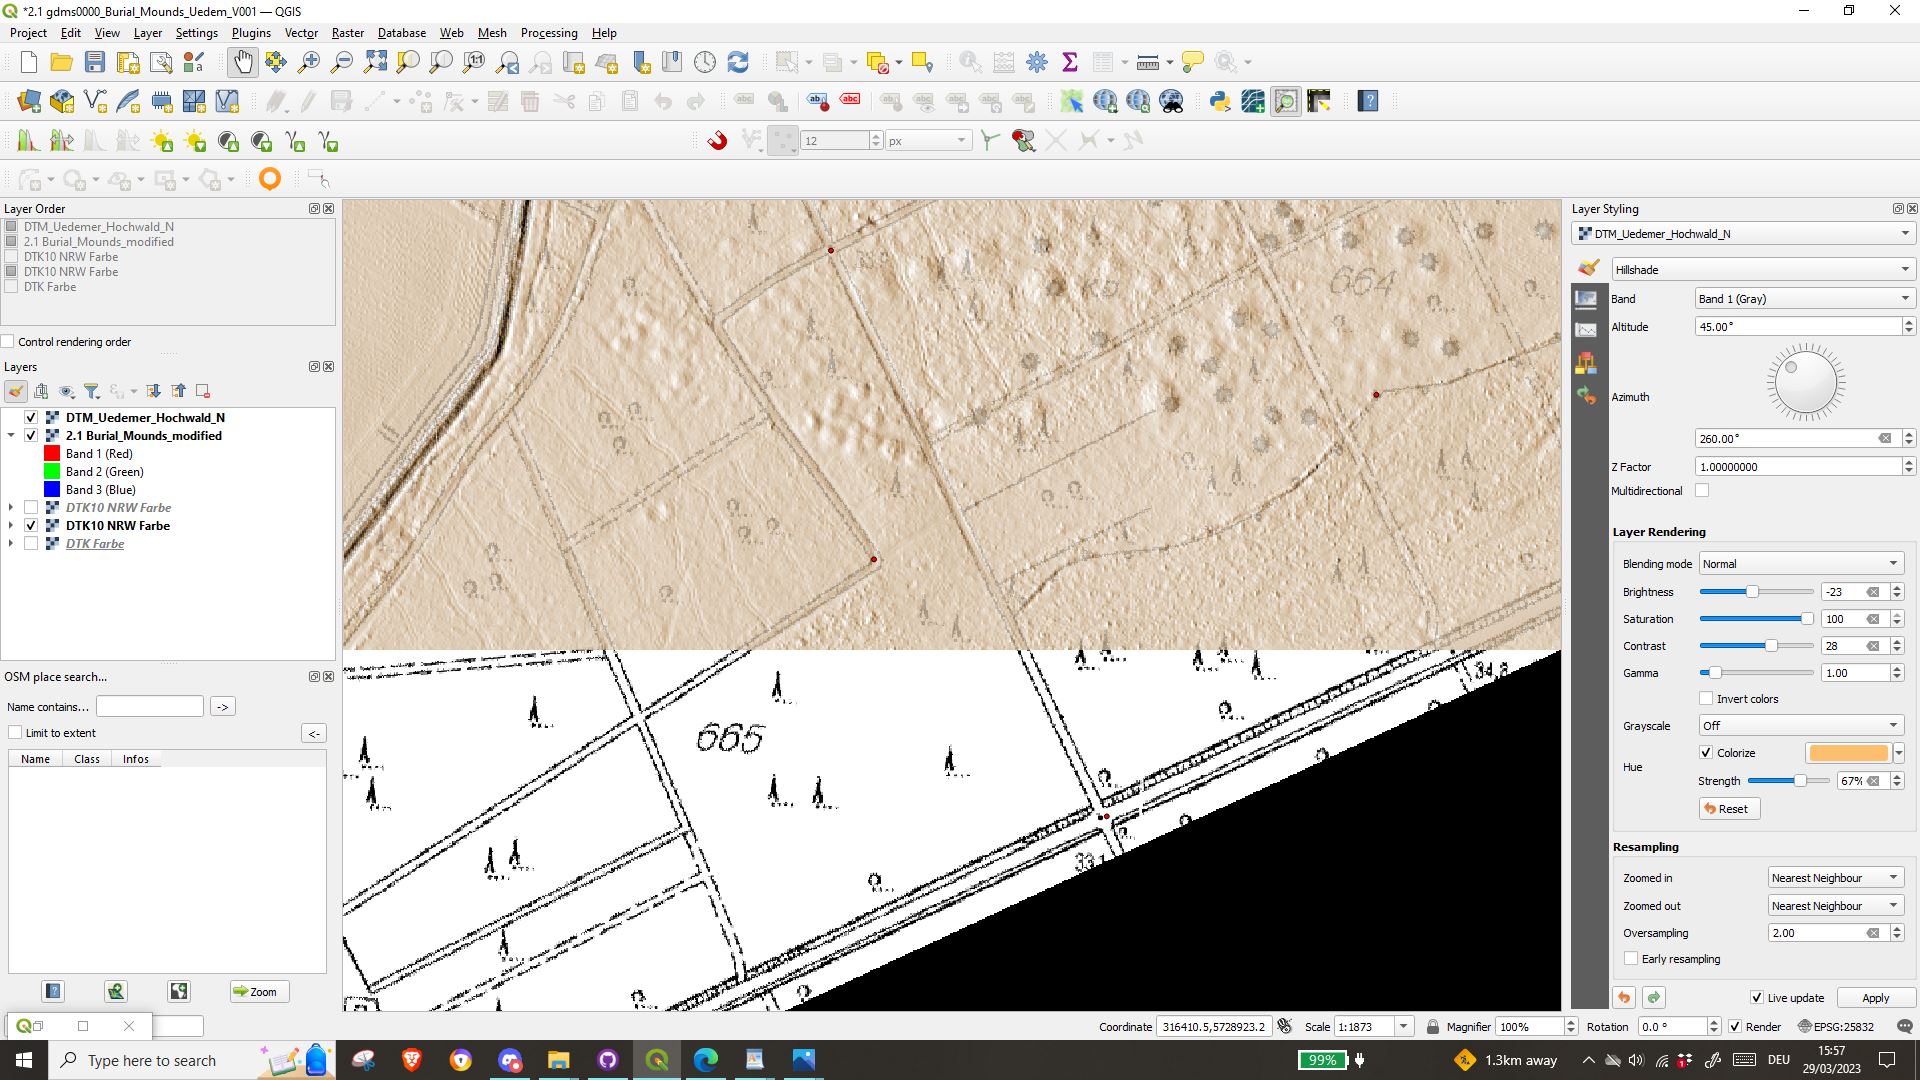 *2.1 gdms0000_Burial_Mounds_Uedem_V001 — QGIS
Project Edit View Layer Settings Plugins Vector Raster Database Web Mesh Processing Help
12 px
Layer Order
DTM_Uedemer_Hochwald_N
2.1 Burial_Mounds_modified
DTK10 NRW Farbe
DTK10 NRW Farbe
DTK Farbe
Control rendering order
Layers
DTM_Uedemer_Hochwald_N
2.1 Burial_Mounds_modified
Band 1 (Red)
Band 2 (Green)
Band 3 (Blue)
DTK10 NRW Farbe
DTK10 NRW Farbe
DTK Farbe
OSM place search...
Name contains... ->
Limit to extent <-
Name Class Infos
Zoom
664
665
34,8
33,1
Layer Styling
DTM_Uedemer_Hochwald_N
Hillshade
Band Band 1 (Gray)
Altitude 45.00°
Azimuth
260.00°
Z Factor 1.00000000
Multidirectional
Layer Rendering
Blending mode Normal
Brightness -23
Saturation 100
Contrast 28
Gamma 1.00
Invert colors
Grayscale Off
Hue Colorize
Strength 67%
Reset
Resampling
Zoomed in Nearest Neighbour
Zoomed out Nearest Neighbour
Oversampling 2.00
Early resampling
Live update Apply
Coordinate 316410.5,5728923.2 Scale 1:1873 Magnifier 100% Rotation 0.0 ° Render EPSG:25832
Type here to search 99% 1.3km away DEU 15:57
29/03/2023